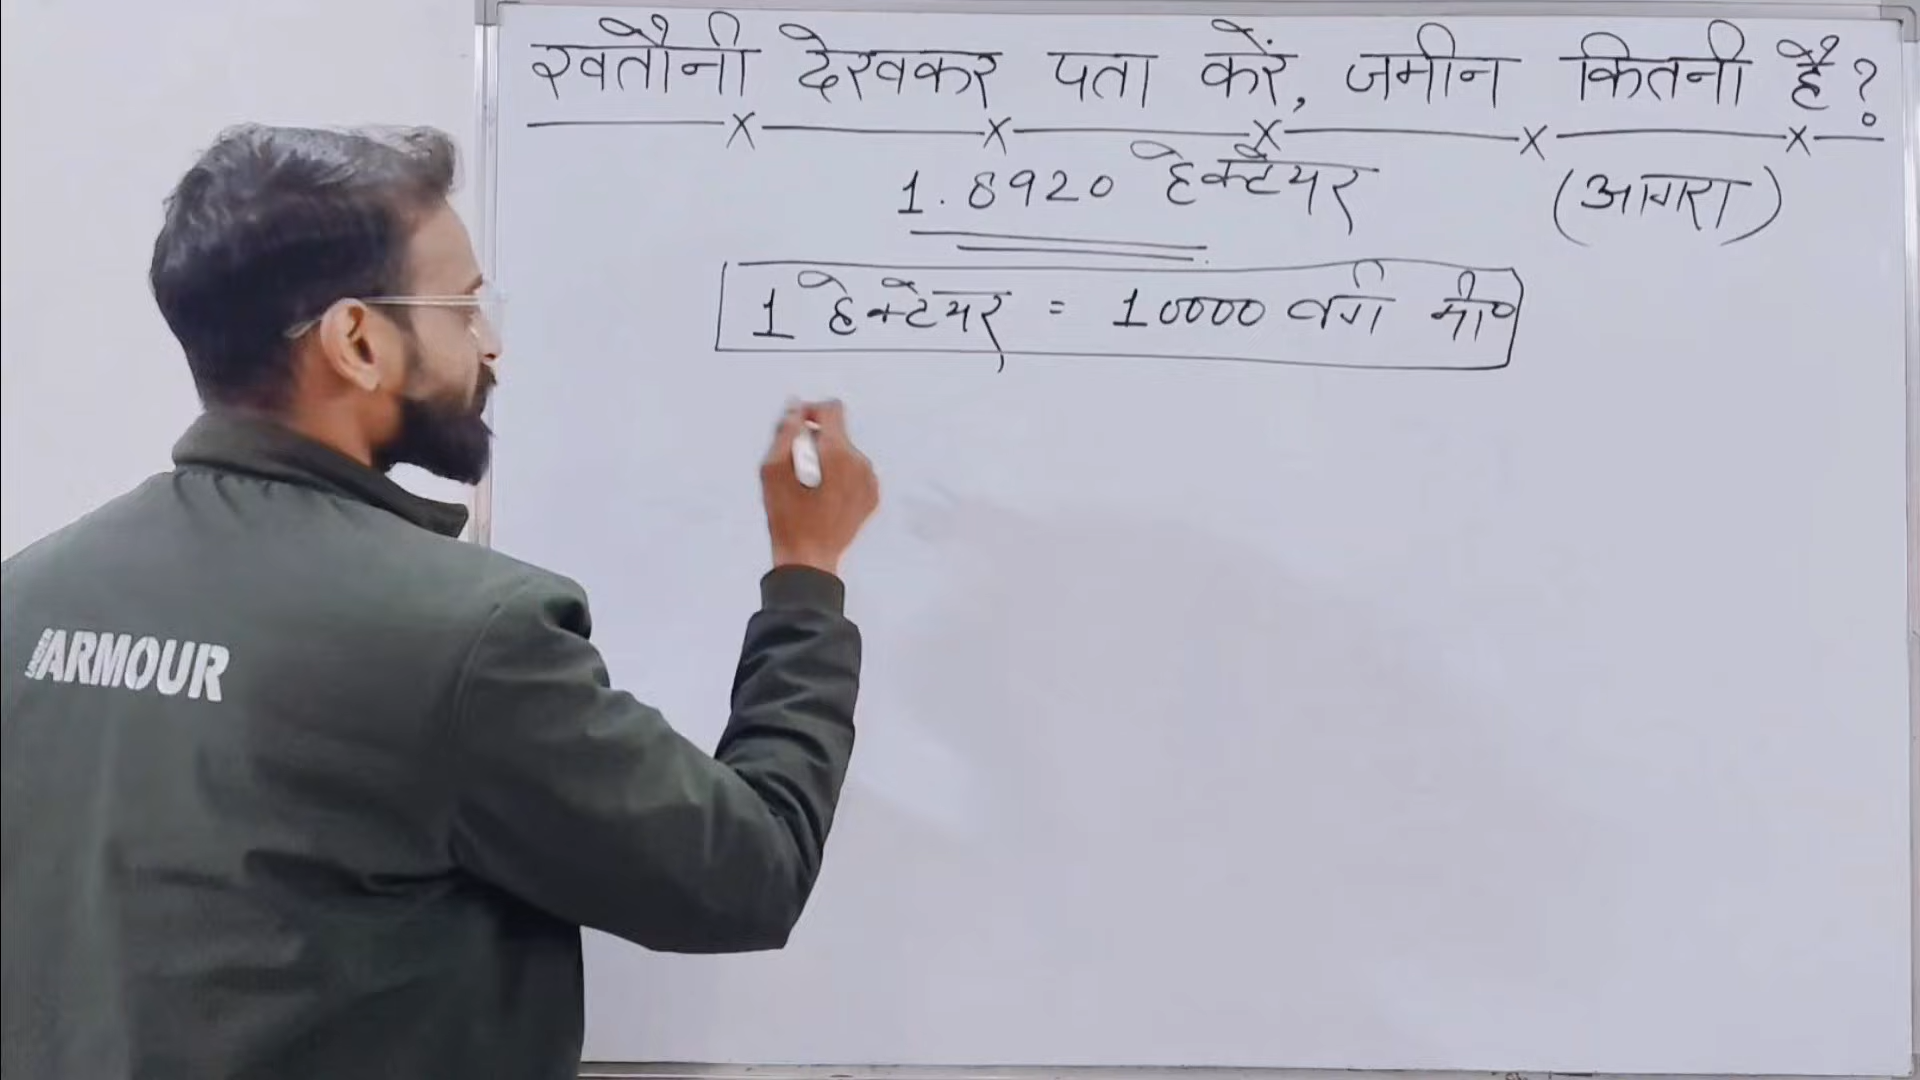 खतौनी देखकर पता करें, जमीन कितनी है?
1.8920 हेक्टेयर (आगरा)
1 हेक्टेयर = 10000 वर्ग मी०
ARMOUR